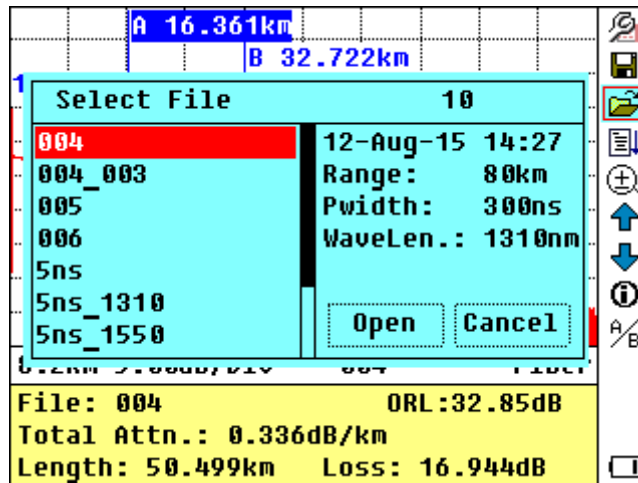 A 16.361km
B 32.722km
1
Select File 10
004
004_003
005
006
5ns
5ns_1310
5ns_1550
12-Aug-15 14:27
Range: 80km
Pwidth: 300ns
WaveLen.: 1310nm
Open Cancel
A/B
File: 004 ORL:32.85dB
Total Attn.: 0.336dB/km
Length: 50.499km Loss: 16.944dB